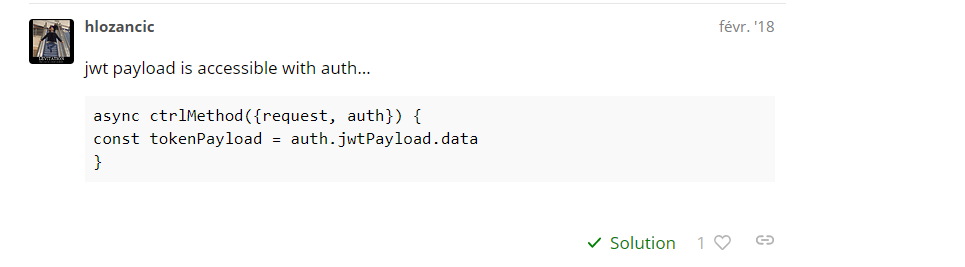 hlozancic
févr. '18
jwt payload is accessible with auth...
async ctrlMethod({request, auth}) {
const tokenPayload = auth.jwtPayload.data
}
Solution
1